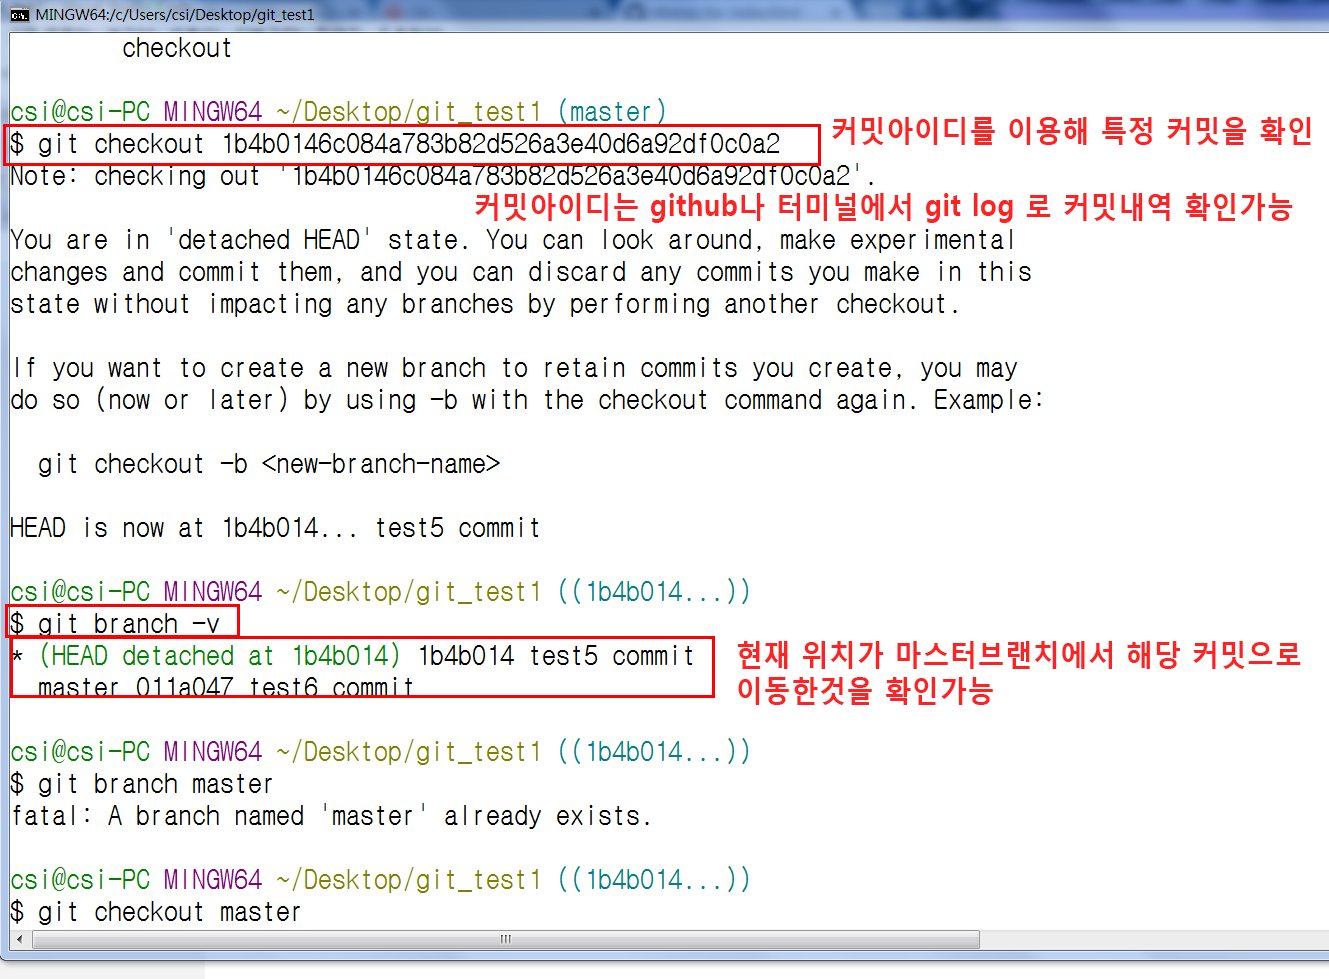 MINGW64:/c/Users/csi/Desktop/git_test1
checkout
csi@csi-PC MINGW64 ~/Desktop/git_test1 (master)
$ git checkout 1b4b0146c084a783b82d526a3e40d6a92df0c0a2
커밋아이디를 이용해 특정 커밋을 확인
Note: checking out '1b4b0146c084a783b82d526a3e40d6a92df0c0a2'.
커밋아이디는 github나 터미널에서 git log 로 커밋내역 확인가능
You are in 'detached HEAD' state. You can look around, make experimental
changes and commit them, and you can discard any commits you make in this
state without impacting any branches by performing another checkout.
If you want to create a new branch to retain commits you create, you may
do so (now or later) by using -b with the checkout command again. Example:
git checkout -b <new-branch-name>
HEAD is now at 1b4b014... test5 commit
csi@csi-PC MINGW64 ~/Desktop/git_test1 ((1b4b014...))
$ git branch -v
* (HEAD detached at 1b4b014) 1b4b014 test5 commit
master 011a047 test6 commit
현재 위치가 마스터브랜치에서 해당 커밋으로
이동한것을 확인가능
csi@csi-PC MINGW64 ~/Desktop/git_test1 ((1b4b014...))
$ git branch master
fatal: A branch named 'master' already exists.
csi@csi-PC MINGW64 ~/Desktop/git_test1 ((1b4b014...))
$ git checkout master